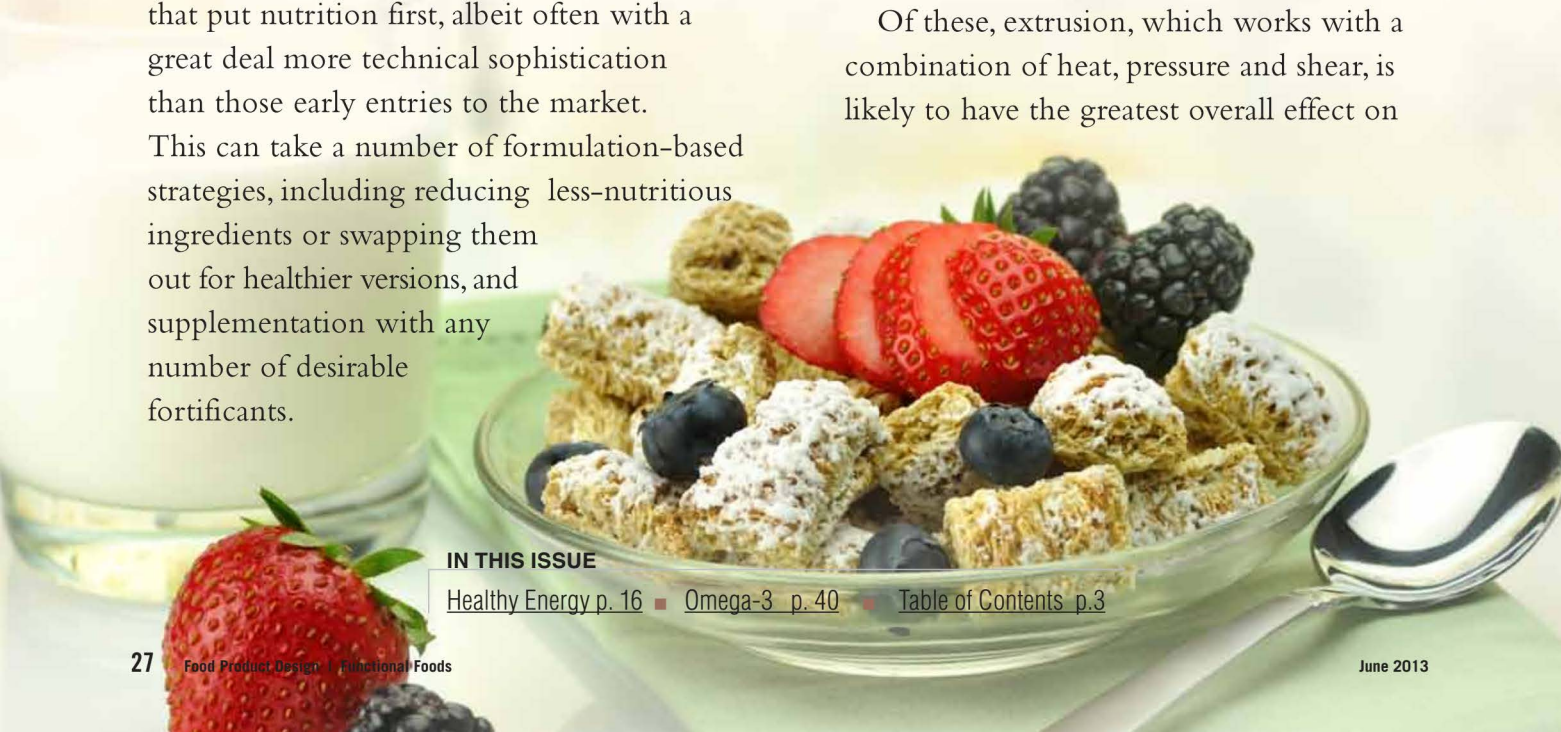 that put nutrition first, albeit often with a
great deal more technical sophistication
than those early entries to the market.
This can take a number of formulation-based
strategies, including reducing less-nutritious
ingredients or swapping them
out for healthier versions, and
supplementation with any
number of desirable
fortificants.
Of these, extrusion, which works with a
combination of heat, pressure and shear, is
likely to have the greatest overall effect on
IN THIS ISSUE
Healthy Energy p. 16 ■ Omega-3 p. 40 ■ Table of Contents p.3
27 Food Product Design | Functional Foods June 2013